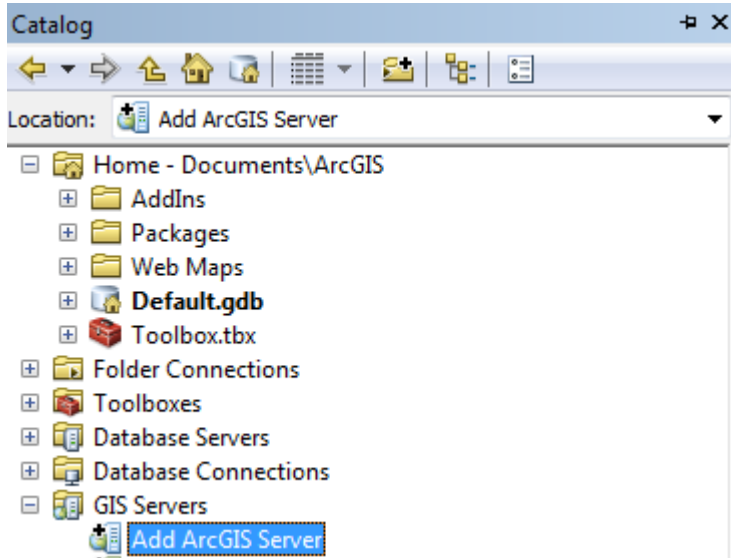 Catalog
Location: Add ArcGIS Server
Home - Documents\ArcGIS
AddIns
Packages
Web Maps
Default.gdb
Toolbox.tbx
Folder Connections
Toolboxes
Database Servers
Database Connections
GIS Servers
Add ArcGIS Server